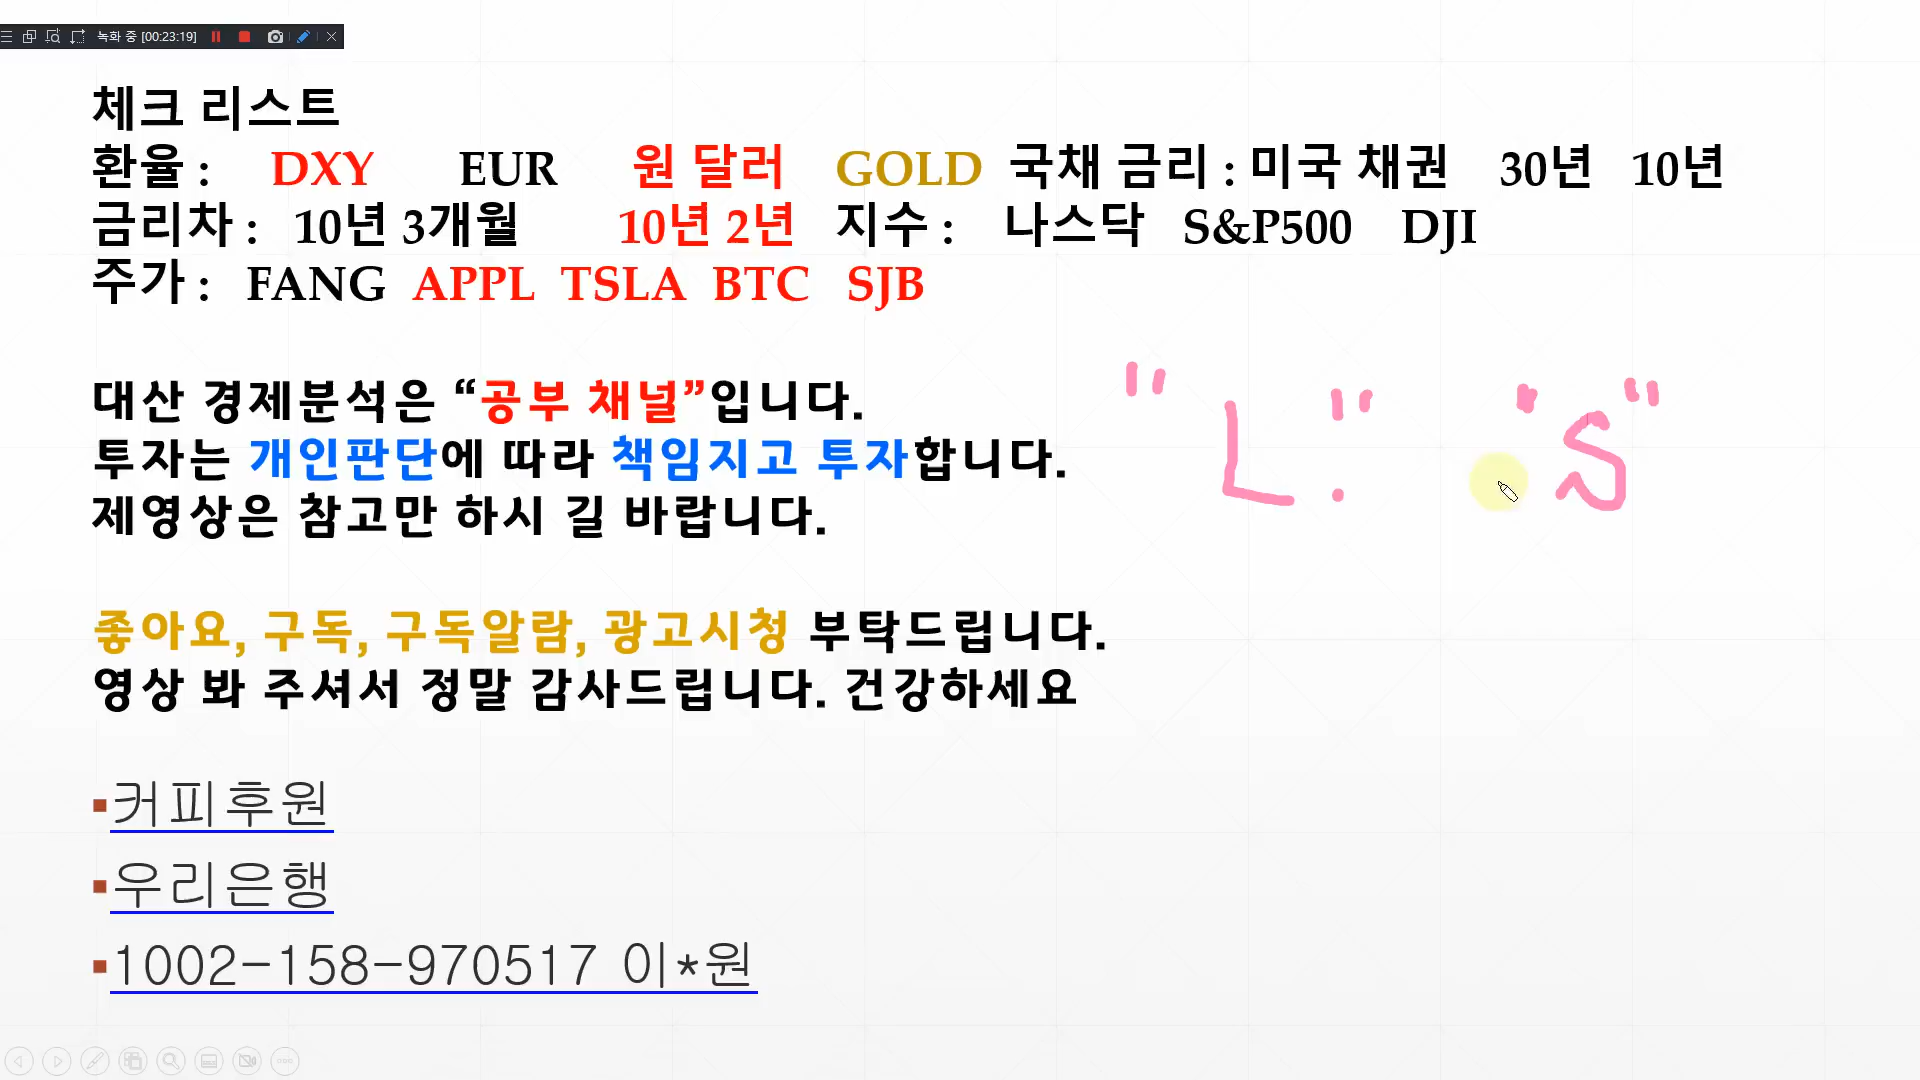 녹화 중 [00:23:19]
체크 리스트
환율 : DXY EUR 원 달러 GOLD 국채 금리 : 미국 채권 30년 10년
금리차 : 10년 3개월 10년 2년 지수 : 나스닥 S&P500 DJI
주가 : FANG APPL TSLA BTC SJB
대산 경제분석은 “공부 채널”입니다.
투자는 개인판단에 따라 책임지고 투자합니다.
제영상은 참고만 하시 길 바랍니다.
"L." "S"
좋아요, 구독, 구독알람, 광고시청 부탁드립니다.
영상 봐 주셔서 정말 감사드립니다. 건강하세요
▪커피후원
▪우리은행
▪1002-158-970517 이*원